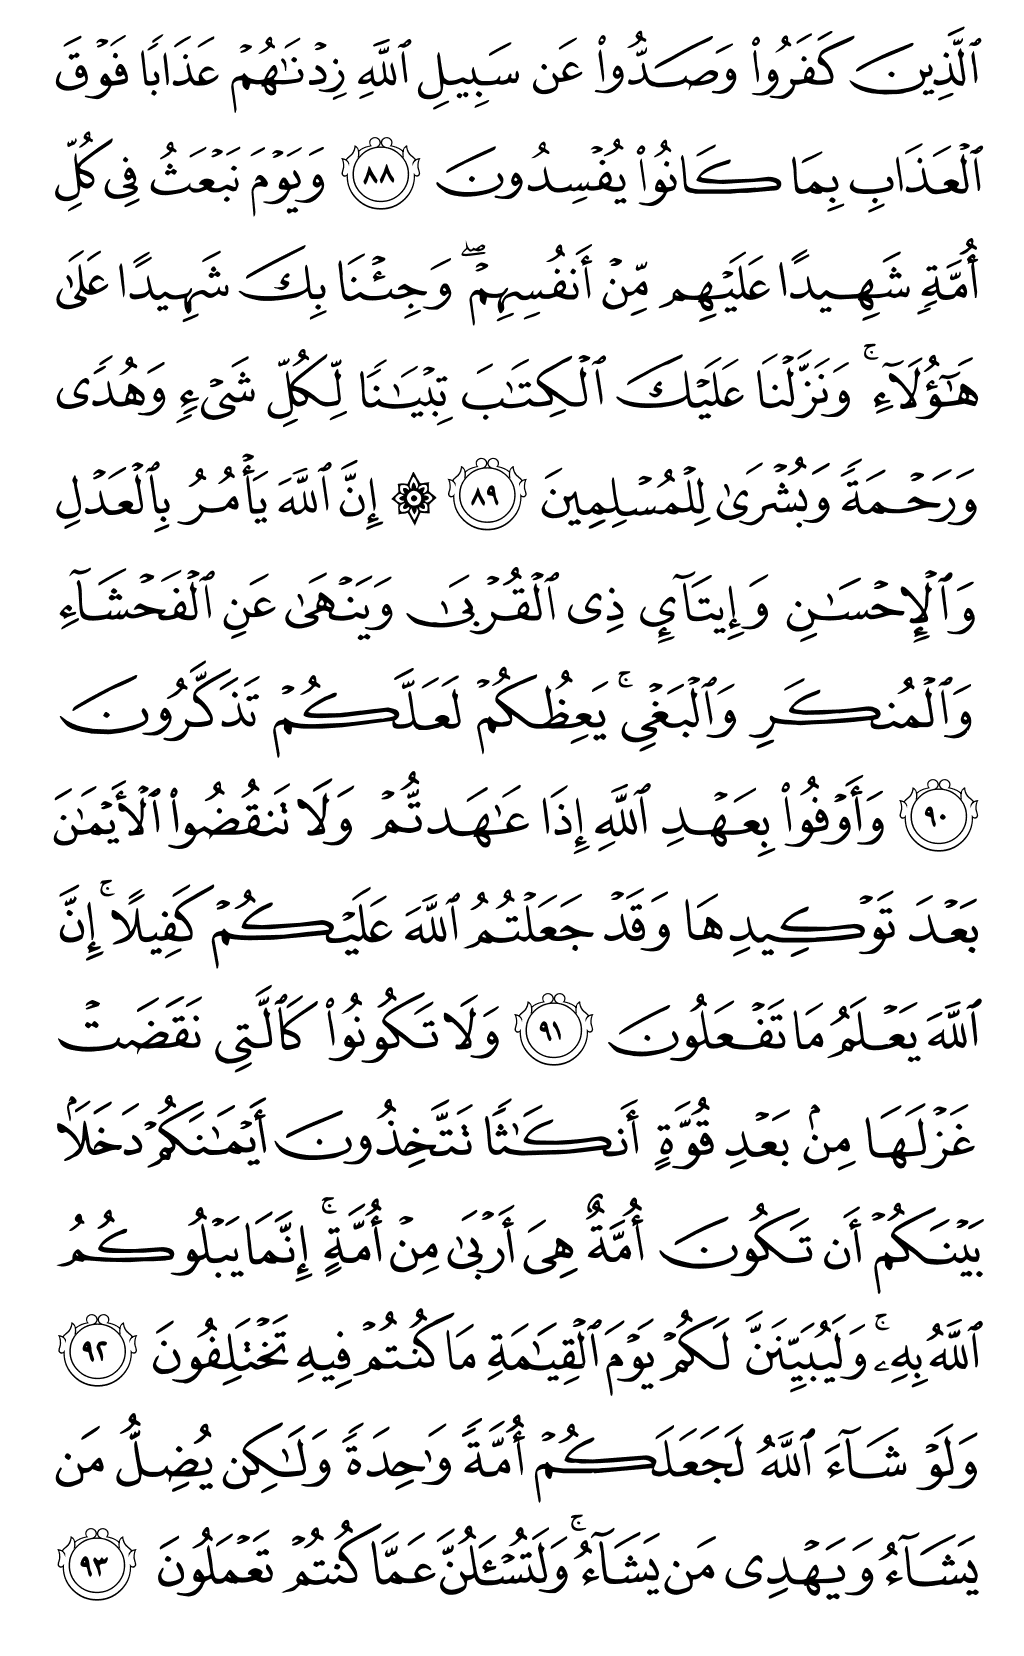 ٱلَّذِينَ كَفَرُوا۟ وَصَدُّوا۟ عَن سَبِيلِ ٱللَّهِ زِدْنَـٰهُمْ عَذَابًا فَوْقَ
ٱلْعَذَابِ بِمَا كَانُوا۟ يُفْسِدُونَ ٨٨ وَيَوْمَ نَبْعَثُ فِى كُلِّ
أُمَّةٍ شَهِيدًا عَلَيْهِم مِّنْ أَنفُسِهِمْ ۖ وَجِئْنَا بِكَ شَهِيدًا عَلَىٰ
هَـٰٓؤُلَآءِ ۚ وَنَزَّلْنَا عَلَيْكَ ٱلْكِتَـٰبَ تِبْيَـٰنًا لِّكُلِّ شَىْءٍ وَهُدًى
وَرَحْمَةً وَبُشْرَىٰ لِلْمُسْلِمِينَ ٨٩ ۞ إِنَّ ٱللَّهَ يَأْمُرُ بِٱلْعَدْلِ
وَٱلْإِحْسَـٰنِ وَإِيتَآئِ ذِى ٱلْقُرْبَىٰ وَيَنْهَىٰ عَنِ ٱلْفَحْشَآءِ
وَٱلْمُنكَرِ وَٱلْبَغْىِ ۚ يَعِظُكُمْ لَعَلَّكُمْ تَذَكَّرُونَ
٩٠ وَأَوْفُوا۟ بِعَهْدِ ٱللَّهِ إِذَا عَـٰهَدتُّمْ وَلَا تَنقُضُوا۟ ٱلْأَيْمَـٰنَ
بَعْدَ تَوْكِيدِهَا وَقَدْ جَعَلْتُمُ ٱللَّهَ عَلَيْكُمْ كَفِيلًا ۚ إِنَّ
ٱللَّهَ يَعْلَمُ مَا تَفْعَلُونَ ٩١ وَلَا تَكُونُوا۟ كَٱلَّتِى نَقَضَتْ
غَزْلَهَا مِنۢ بَعْدِ قُوَّةٍ أَنكَـٰثًا تَتَّخِذُونَ أَيْمَـٰنَكُمْ دَخَلًۢا
بَيْنَكُمْ أَن تَكُونَ أُمَّةٌ هِىَ أَرْبَىٰ مِنْ أُمَّةٍ ۚ إِنَّمَا يَبْلُوكُمُ
ٱللَّهُ بِهِۦ ۚ وَلَيُبَيِّنَنَّ لَكُمْ يَوْمَ ٱلْقِيَـٰمَةِ مَا كُنتُمْ فِيهِ تَخْتَلِفُونَ ٩٢
وَلَوْ شَآءَ ٱللَّهُ لَجَعَلَكُمْ أُمَّةً وَٰحِدَةً وَلَـٰكِن يُضِلُّ مَن
يَشَآءُ وَيَهْدِى مَن يَشَآءُ ۚ وَلَتُسْـَٔلُنَّ عَمَّا كُنتُمْ تَعْمَلُونَ ٩٣